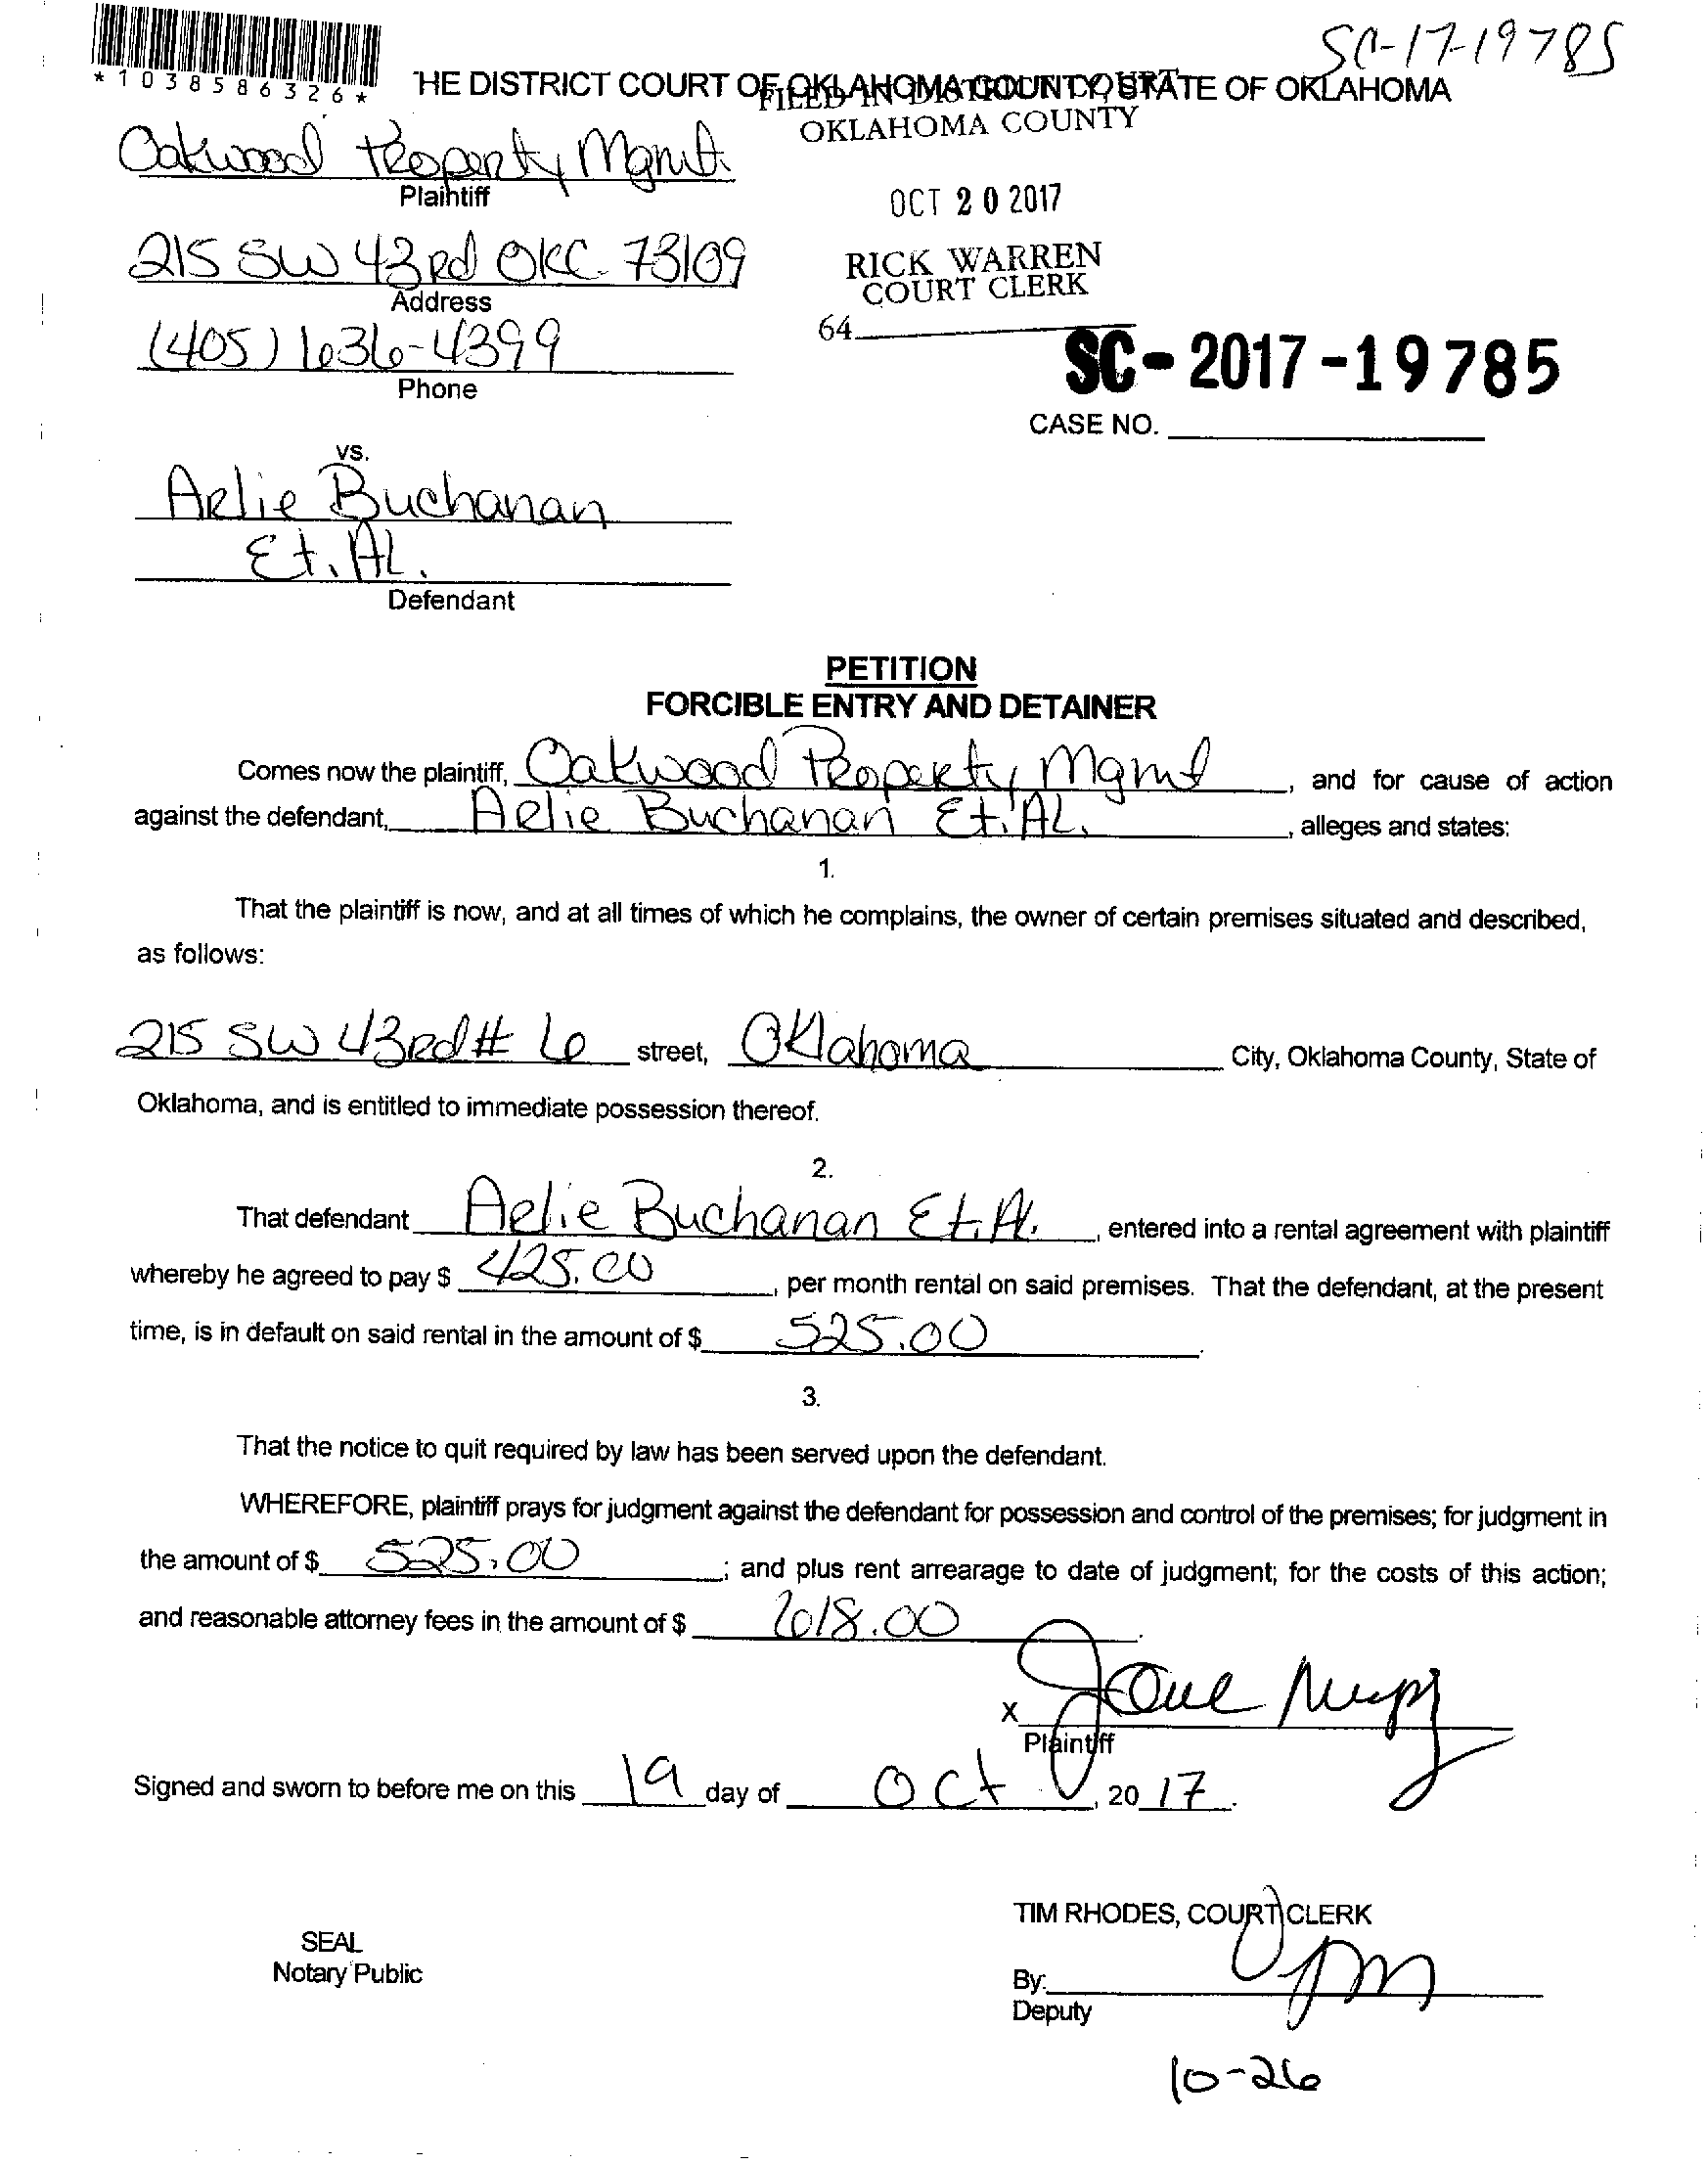 SC-17-19785
*1038586326*
HE DISTRICT COURT OF OKLAHOMA COUNTY, STATE OF OKLAHOMA
FILED IN DISTRICT COURT
OKLAHOMA COUNTY
Oakwood Property Mgmt.
Plaintiff
OCT 20 2017
215 SW 43rd OKC. 73109
Address
RICK WARREN
COURT CLERK
(405) 636-4399
Phone
64
SC-2017-19785
CASE NO.
vs.
Arlie Buchanan
Et. AL.
Defendant
PETITION
FORCIBLE ENTRY AND DETAINER
Comes now the plaintiff, Oakwood Property Mgmt, and for cause of action
against the defendant, Arlie Buchanan Et. AL., alleges and states:
1.
That the plaintiff is now, and at all times of which he complains, the owner of certain premises situated and described,
as follows:
215 SW 43rd # 6 street, Oklahoma City, Oklahoma County, State of
Oklahoma, and is entitled to immediate possession thereof.
2.
That defendant Arlie Buchanan Et. Al., entered into a rental agreement with plaintiff
whereby he agreed to pay $ 425.00, per month rental on said premises. That the defendant, at the present
time, is in default on said rental in the amount of $ 525.00.
3.
That the notice to quit required by law has been served upon the defendant.
WHEREFORE, plaintiff prays for judgment against the defendant for possession and control of the premises; for judgment in
the amount of $ 525.00; and plus rent arrearage to date of judgment; for the costs of this action;
and reasonable attorney fees in the amount of $ 618.00.
X
Plaintiff
Signed and sworn to before me on this 19 day of Oct, 20 17.
TIM RHODES, COURT CLERK
SEAL
Notary Public
By:
Deputy
10-26